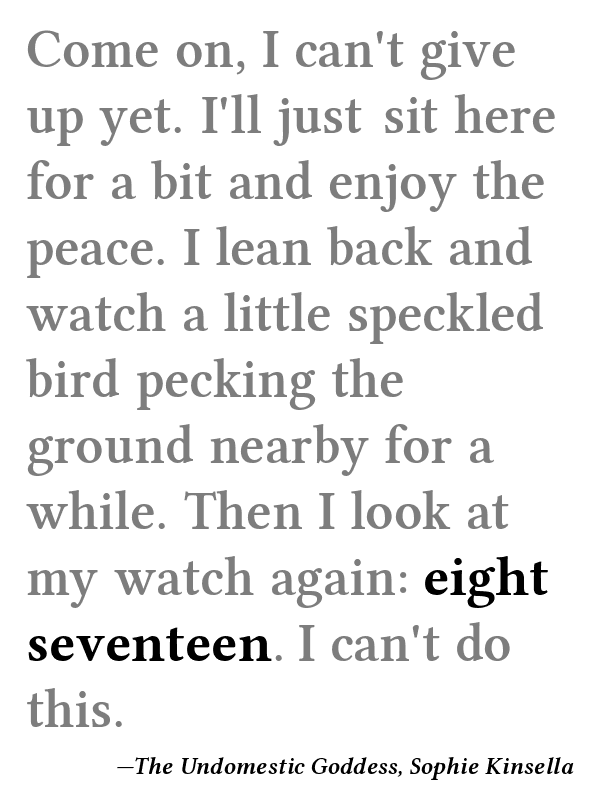 Come on, I can't give
up yet. I'll just sit here
for a bit and enjoy the
peace. I lean back and
watch a little speckled
bird pecking the
ground nearby for a
while. Then I look at
my watch again: eight
seventeen. I can't do
this.
—The Undomestic Goddess, Sophie Kinsella